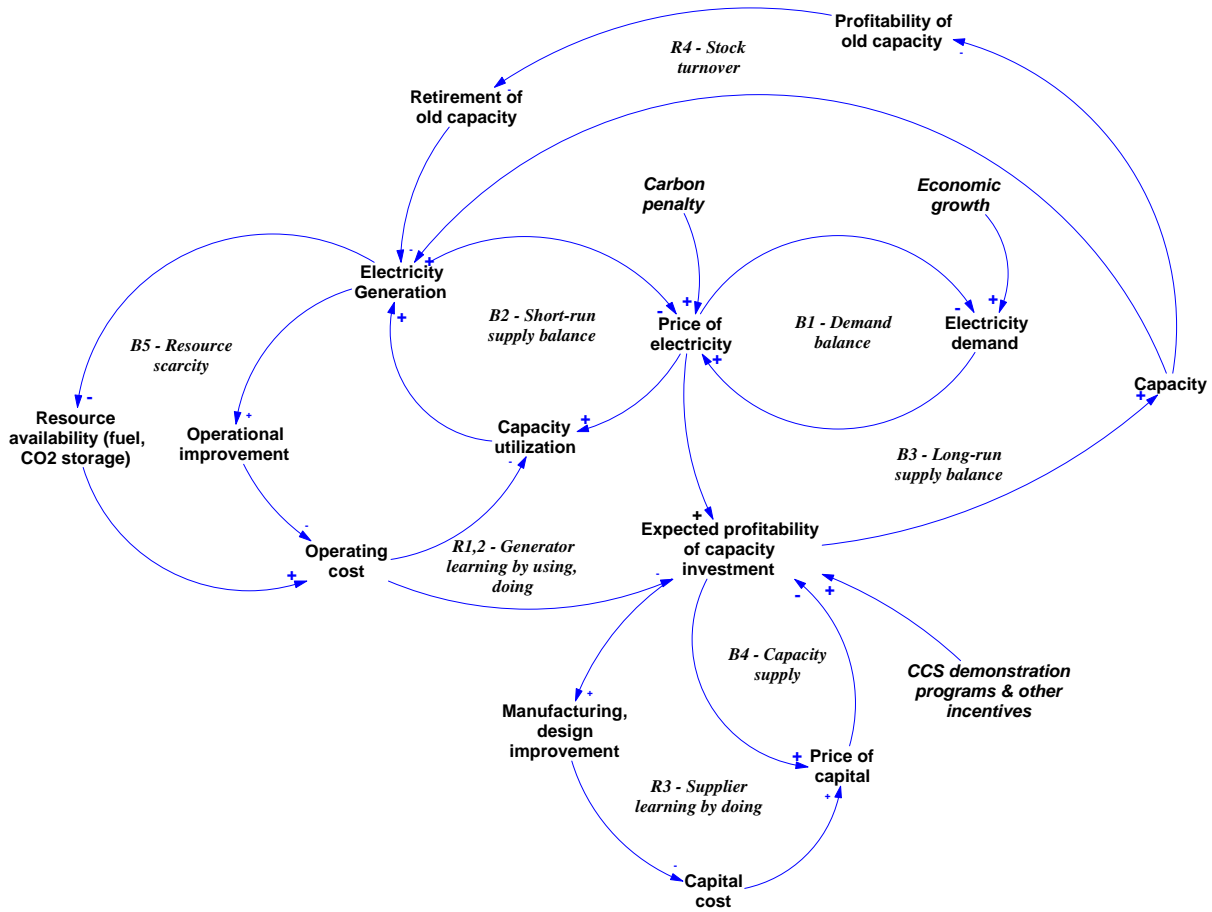 Profitability of
old capacity
R4 - Stock
turnover
-
-
Retirement of
old capacity
Carbon
penalty
Economic
growth
-
+
Electricity
Generation
+
B2 - Short-run
supply balance
-
+
Price of
electricity
+
B1 - Demand
balance
-
+
Electricity
demand
B5 - Resource
scarcity
-
Resource
availability (fuel,
CO2 storage)
+
Operational
improvement
+
Capacity
utilization
-
Capacity
+
B3 - Long-run
supply balance
-
Operating
cost
+
R1,2 - Generator
learning by using,
doing
+
Expected profitability
of capacity
investment
-
-
+
B4 - Capacity
supply
CCS demonstration
programs & other
incentives
+
Manufacturing,
design
improvement
+
Price of
capital
+
R3 - Supplier
learning by doing
-
Capital
cost